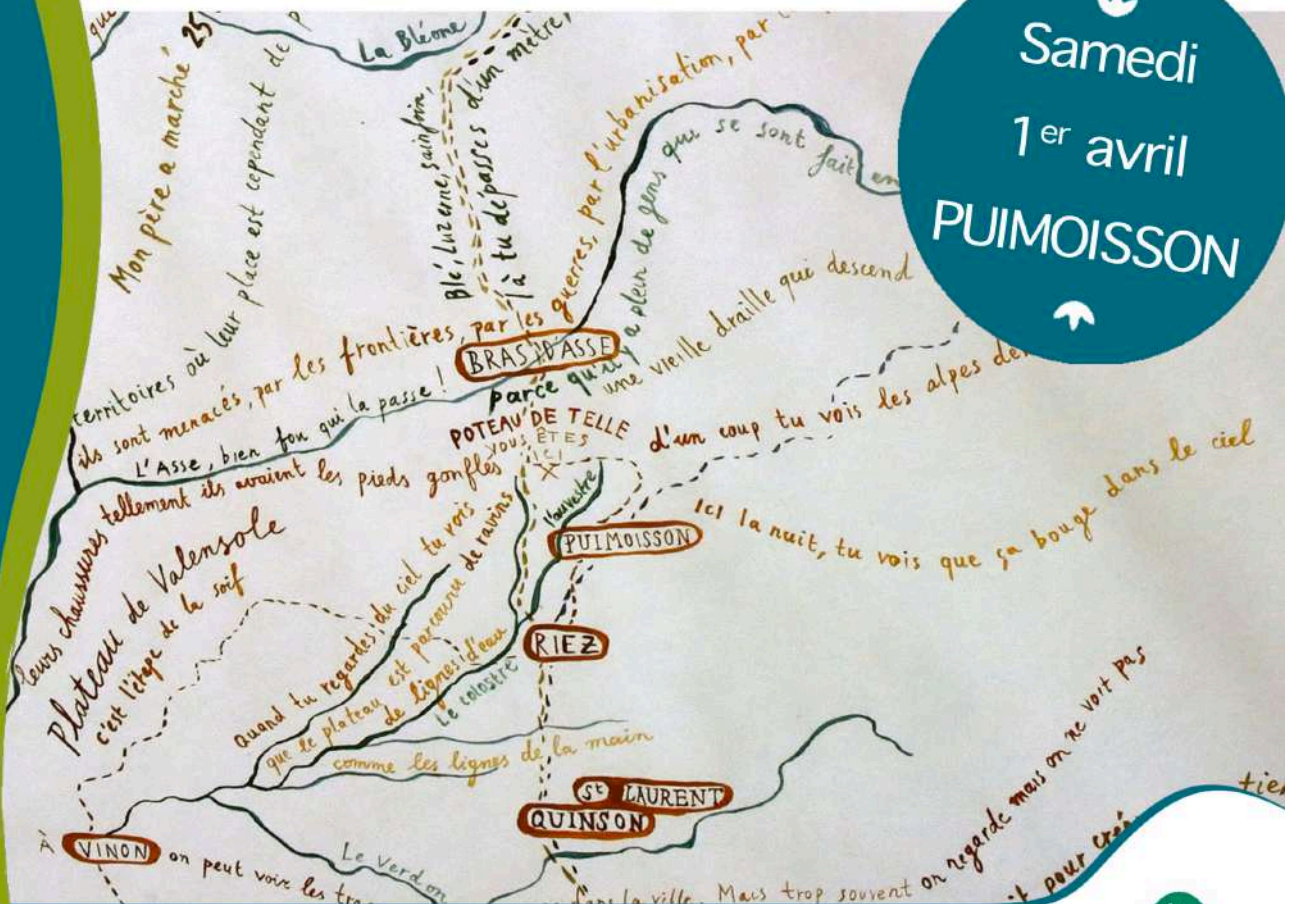 Samedi
1er avril
PUIMOISSON
qui
La Bléone
Mon père a marché 25
territoires où leur place est cependant de p
Blé, Luzerne, sainfoin,
là tu dépasses d'un mètre,
ils sont menacés, par les frontières, par les guerres, par l'urbanisation, par
parce qu'il y a plein de gens qui se sont fait
BRAS D'ASSE
une vieille draille qui descend
L'Asse, bien fou qui la passe !
POTEAU DE TELLE
VOUS ÊTES
ICI
d'un coup tu vois les alpes
leurs chaussures tellement ils avaient les pieds gonflés
l'auvestre
PUIMOISSON
Ici la nuit, tu vois que ça bouge dans le ciel
Plateau de Valensole
c'est l'étape de la soif
RIEZ
Quand tu regardes du ciel tu vois
que le plateau est parcouru de ravins
de lignes d'eau
Le colostre
comme les lignes de la main
St LAURENT
QUINSON
À VINON on peut voir les
Le Verdon
dans la ville. Mais trop souvent on regarde mais on ne voit pas
pour